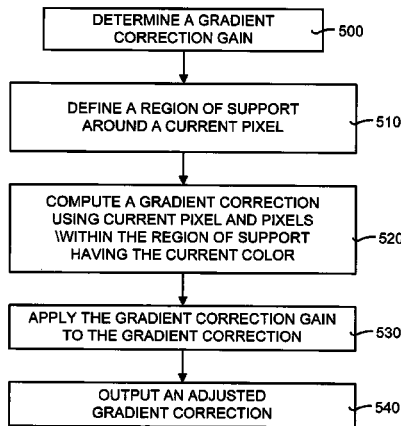 DETERMINE A GRADIENT
CORRECTION GAIN
500
DEFINE A REGION OF SUPPORT
AROUND A CURRENT PIXEL
510
COMPUTE A GRADIENT CORRECTION
USING CURRENT PIXEL AND PIXELS
WITHIN THE REGION OF SUPPORT
HAVING THE CURRENT COLOR
520
APPLY THE GRADIENT CORRECTION GAIN
TO THE GRADIENT CORRECTION
530
OUTPUT AN ADJUSTED
GRADIENT CORRECTION
540